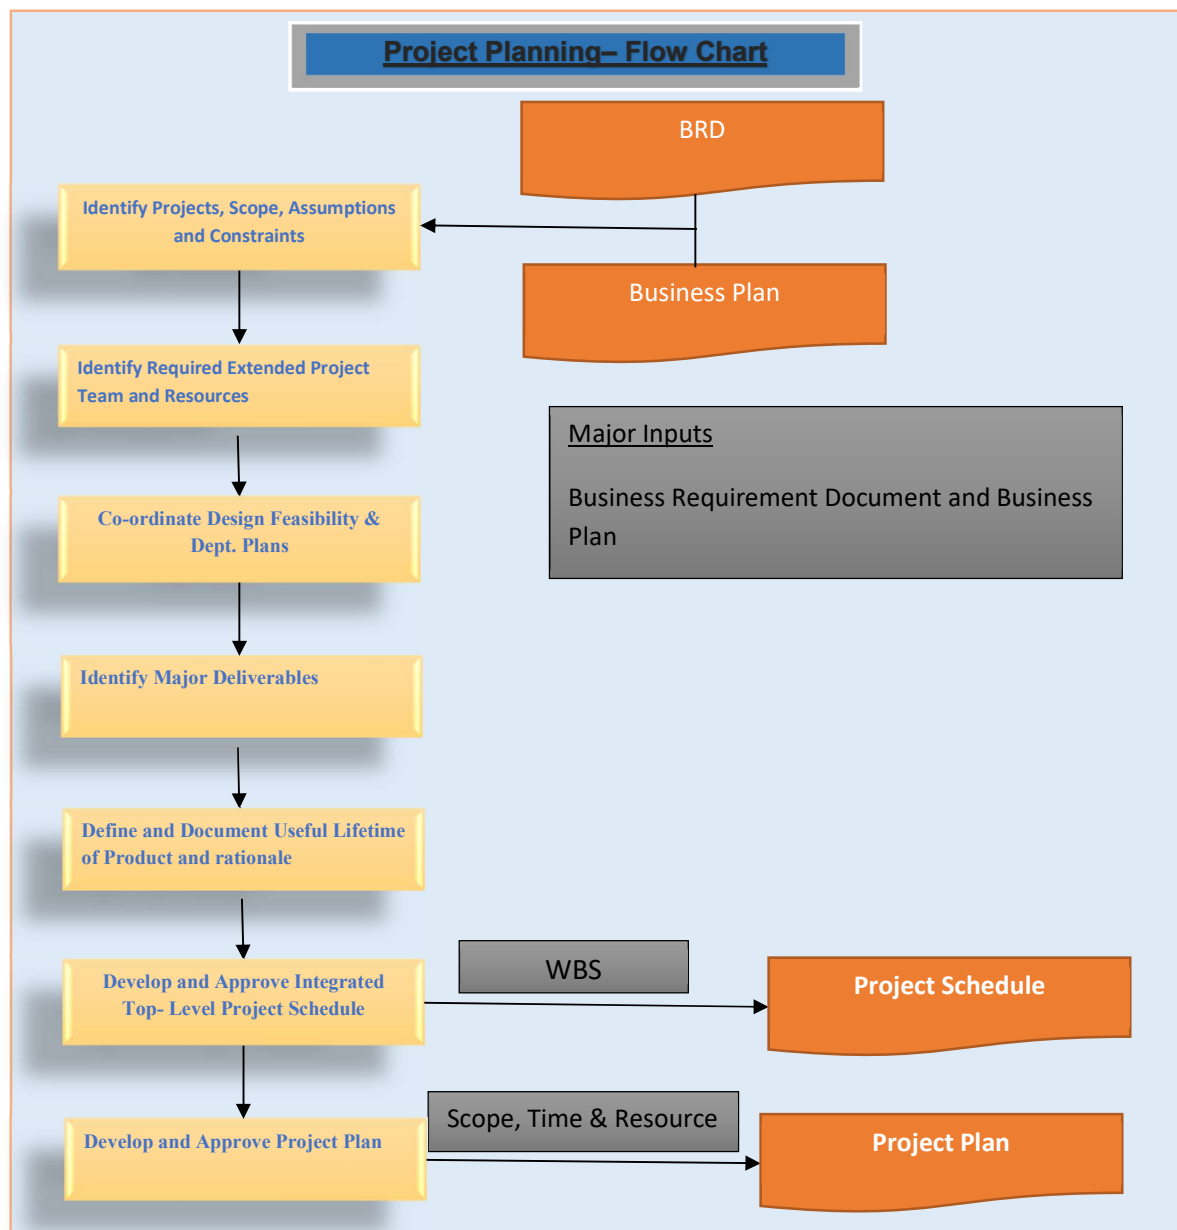 Project Planning– Flow Chart
BRD
Identify Projects, Scope, Assumptions
and Constraints
Business Plan
Identify Required Extended Project
Team and Resources
Major Inputs
Business Requirement Document and Business
Plan
Co-ordinate Design Feasibility &
Dept. Plans
Identify Major Deliverables
Define and Document Useful Lifetime
of Product and rationale
Develop and Approve Integrated
Top- Level Project Schedule
WBS
Project Schedule
Develop and Approve Project Plan
Scope, Time & Resource
Project Plan